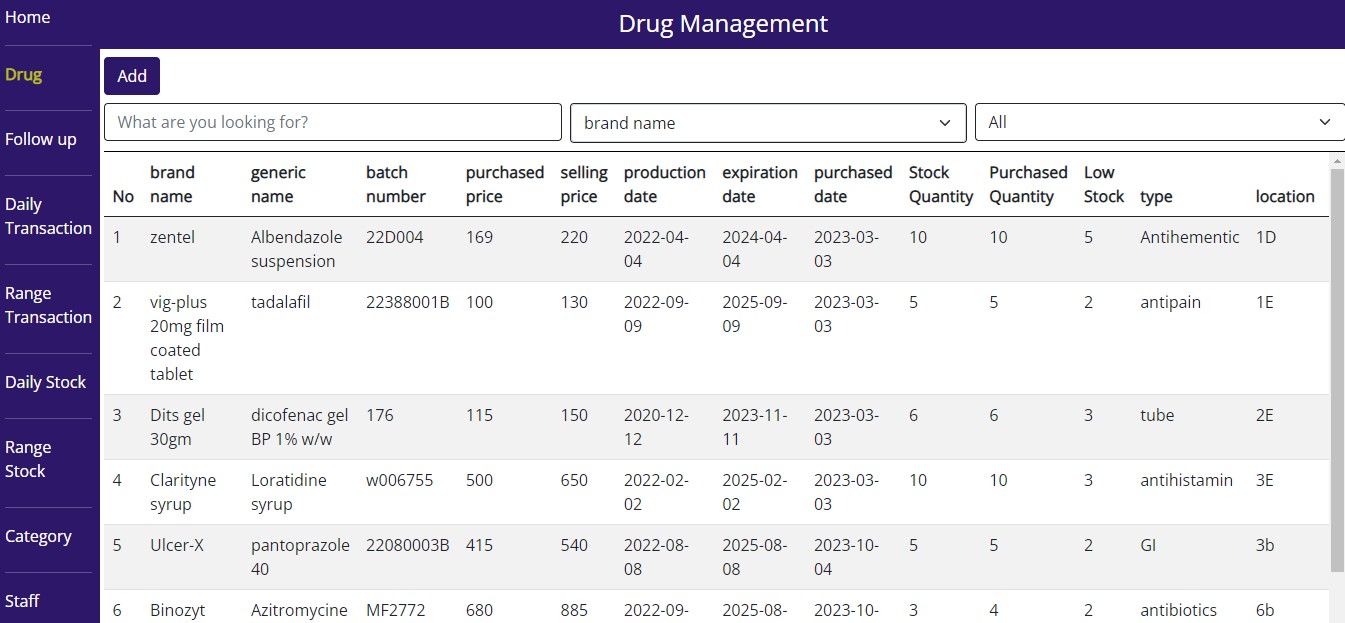 Home
Drug
Follow up
Daily
Transaction
Range
Transaction
Daily Stock
Range
Stock
Category
Staff
Drug Management
Add
What are you looking for?
brand name
All
No brand name generic name batch number purchased price selling price production date expiration date purchased date Stock Quantity Purchased Quantity Low Stock type location
1 zentel Albendazole suspension 22D004 169 220 2022-04-04 2024-04-04 2023-03-03 10 10 5 Antihementic 1D
2 vig-plus 20mg film coated tablet tadalafil 22388001B 100 130 2022-09-09 2025-09-09 2023-03-03 5 5 2 antipain 1E
3 Dits gel 30gm dicofenac gel BP 1% w/w 176 115 150 2020-12-12 2023-11-11 2023-03-03 6 6 3 tube 2E
4 Clarityne syrup Loratidine syrup w006755 500 650 2022-02-02 2025-02-02 2023-03-03 10 10 3 antihistamin 3E
5 Ulcer-X pantoprazole 40 22080003B 415 540 2022-08-08 2025-08-08 2023-10-04 5 5 2 GI 3b
6 Binozyt Azitromycine MF2772 680 885 2022-09- 2025-08- 2023-10- 3 4 2 antibiotics 6b